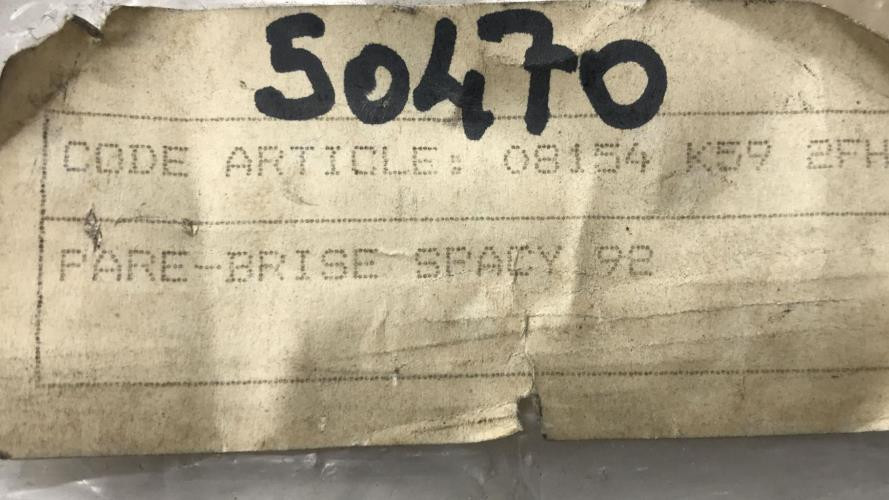 50470
CODE ARTICLE: 08154 K59 2FH
PARE-BRISE SPACY 92